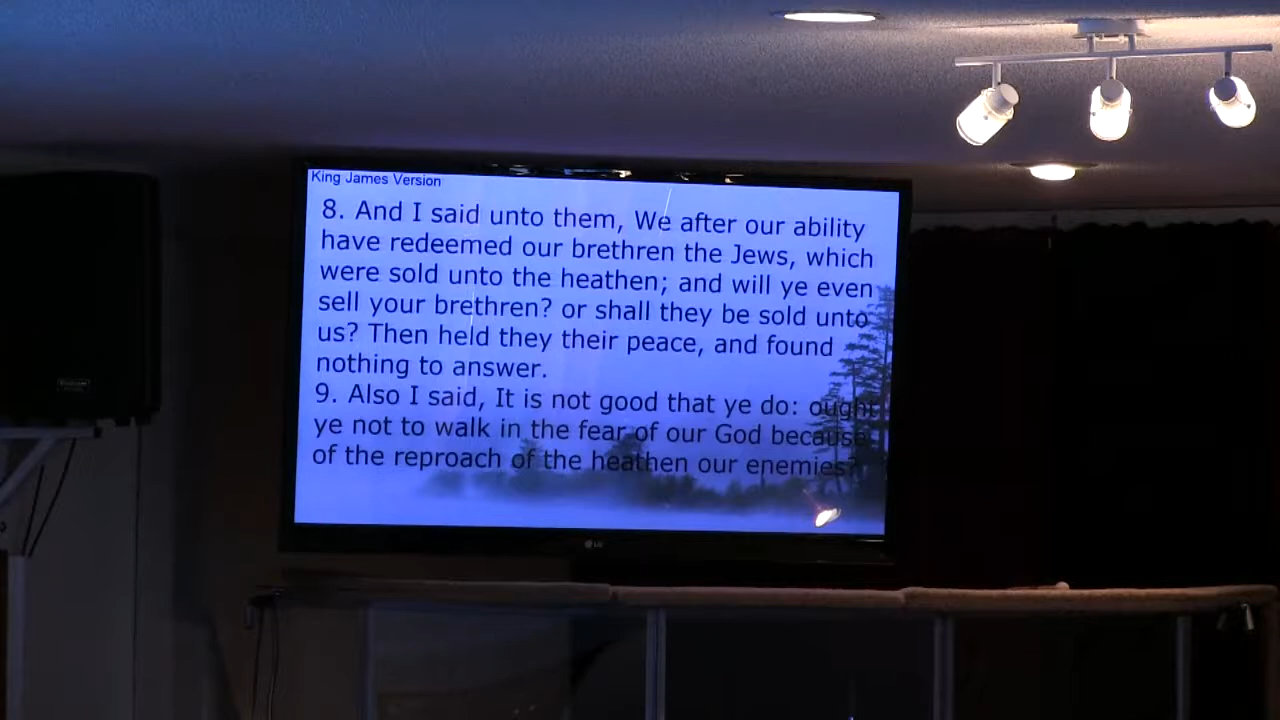 King James Version
8. And I said unto them, We after our ability
have redeemed our brethren the Jews, which
were sold unto the heathen; and will ye even
sell your brethren? or shall they be sold unto
us? Then held they their peace, and found
nothing to answer.
9. Also I said, It is not good that ye do: ought
ye not to walk in the fear of our God because
of the reproach of the heathen our enemies?
LG